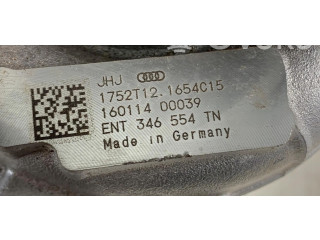 JHJ
1752T12.1654C15
160114 00039
ENT 346 554 TN
Made in Germany